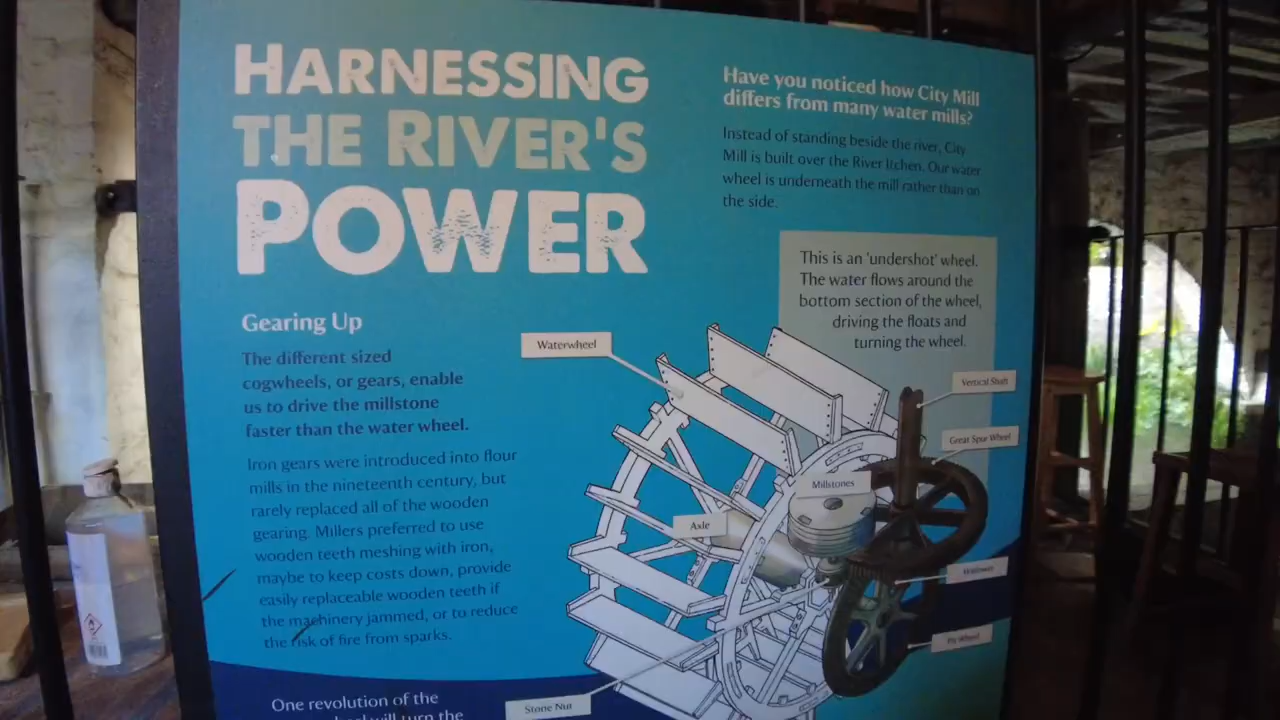 HARNESSING
THE RIVER'S
POWER
Have you noticed how City Mill
differs from many water mills?
Instead of standing beside the river, City
Mill is built over the River Itchen. Our water
wheel is underneath the mill rather than on
the side.
This is an 'undershot' wheel.
The water flows around the
bottom section of the wheel,
driving the floats and
turning the wheel.
Gearing Up
The different sized
cogwheels, or gears, enable
us to drive the millstone
faster than the water wheel.
Iron gears were introduced into flour
mills in the nineteenth century, but
rarely replaced all of the wooden
gearing. Millers preferred to use
wooden teeth meshing with iron,
maybe to keep costs down, provide
easily replaceable wooden teeth if
the machinery jammed, or to reduce
the risk of fire from sparks.
Waterwheel
Vertical Shaft
Great Spur Wheel
Millstones
Axle
Wallower
Pit Wheel
Stone Nut
One revolution of the
will turn the